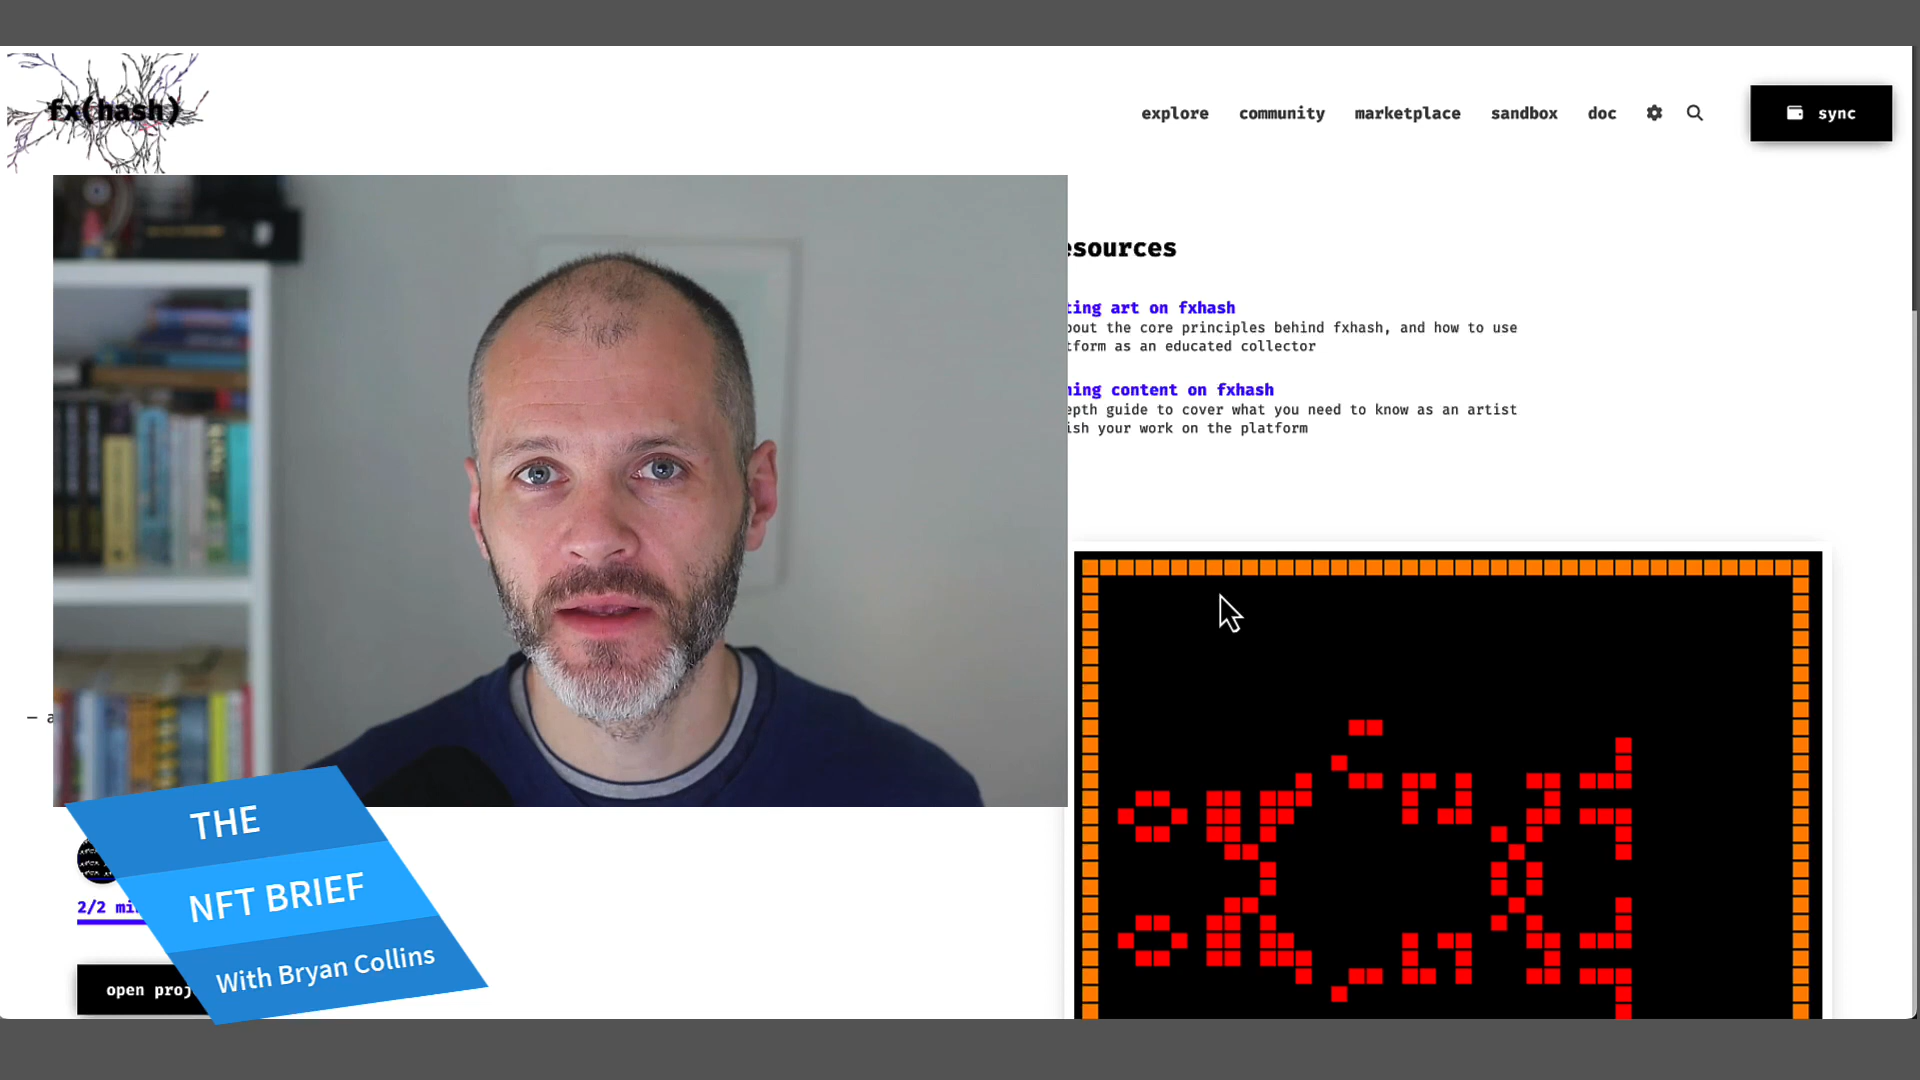 fx(hash)
explore community marketplace sandbox doc sync
esources
ting art on fxhash
bout the core principles behind fxhash, and how to use
tform as an educated collector
ning content on fxhash
epth guide to cover what you need to know as an artist
ish your work on the platform
— a
THE
NFT BRIEF
With Bryan Collins
2/2 mi
open proj